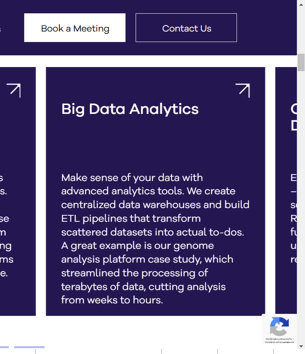 Book a Meeting
Contact Us
Big Data Analytics
Make sense of your data with
advanced analytics tools. We create
centralized data warehouses and build
ETL pipelines that transform
scattered datasets into actual to-dos.
A great example is our genome
analysis platform case study, which
streamlined the processing of
terabytes of data, cutting analysis
from weeks to hours.